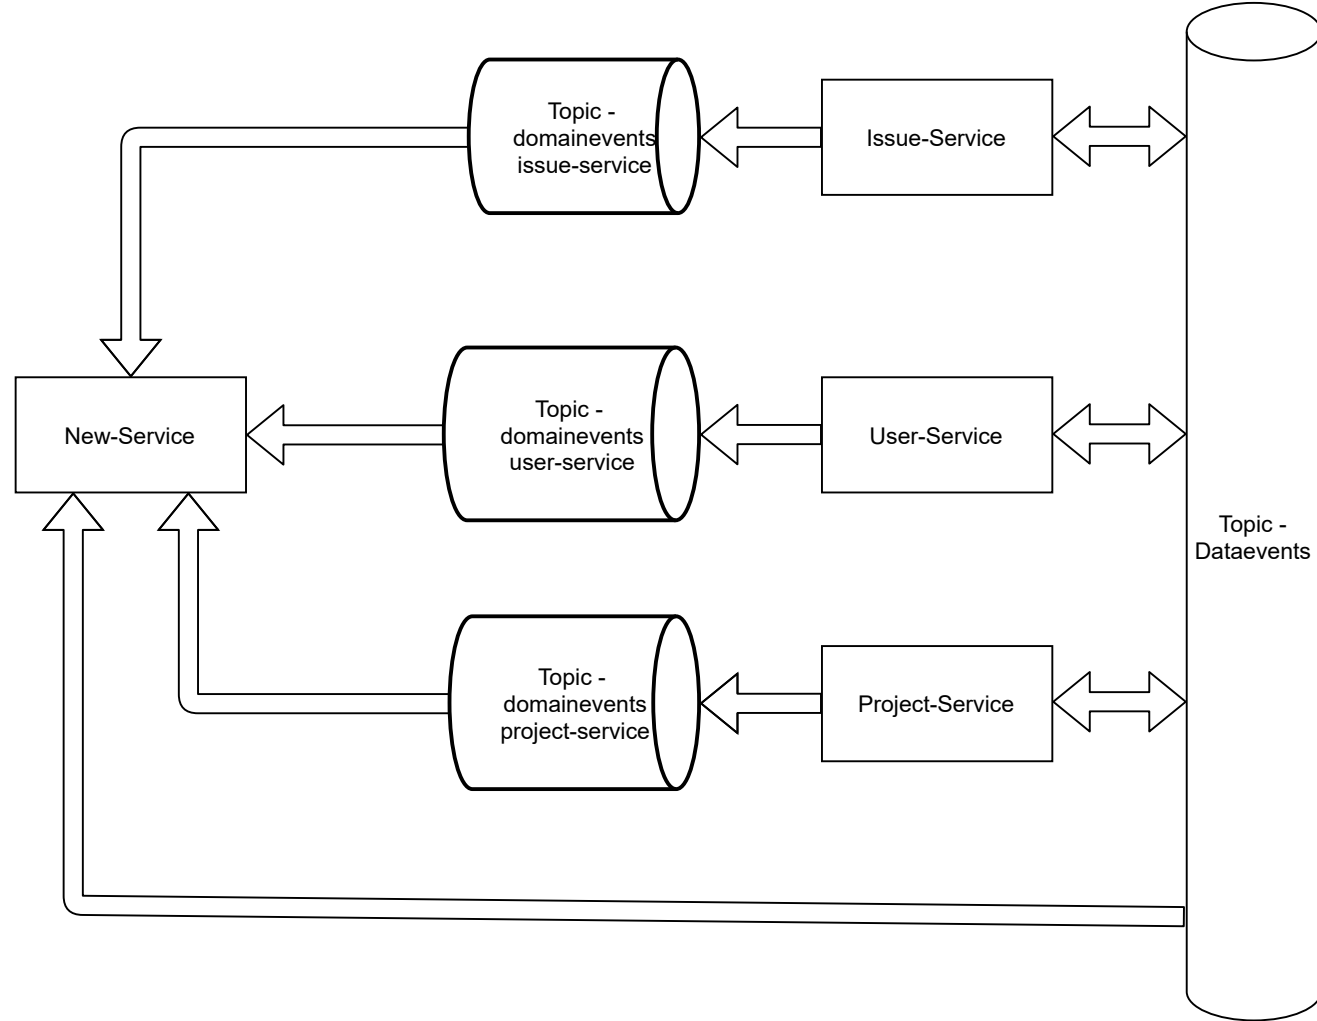 Topic -
domainevents
issue-service
Issue-Service
New-Service
Topic -
domainevents
user-service
User-Service
Topic -
Dataevents
Topic -
domainevents
project-service
Project-Service